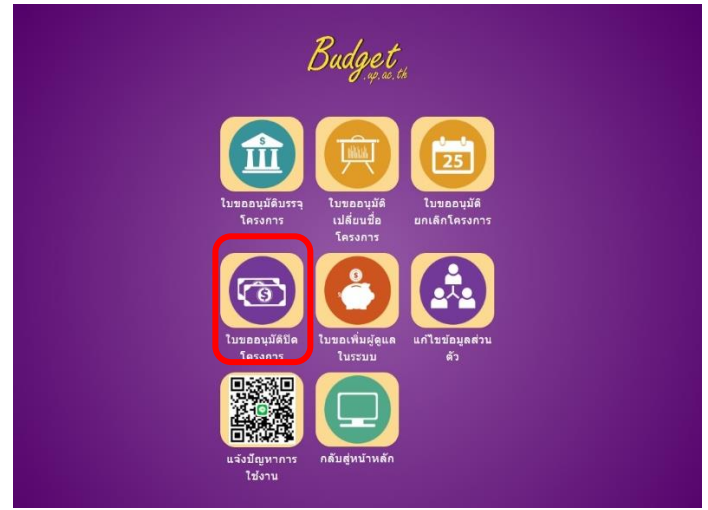 Budget
.up.ac.th
$
25
ใบขออนุมัติบรรจุ
โครงการ
ใบขออนุมัติ
เปลี่ยนชื่อ
โครงการ
ใบขออนุมัติ
ยกเลิกโครงการ
$
$
ใบขออนุมัติปิด
โครงการ
ใบขอเพิ่มผู้ดูแล
ในระบบ
แก้ไขข้อมูลส่วน
ตัว
แจ้งปัญหาการ
ใช้งาน
กลับสู่หน้าหลัก